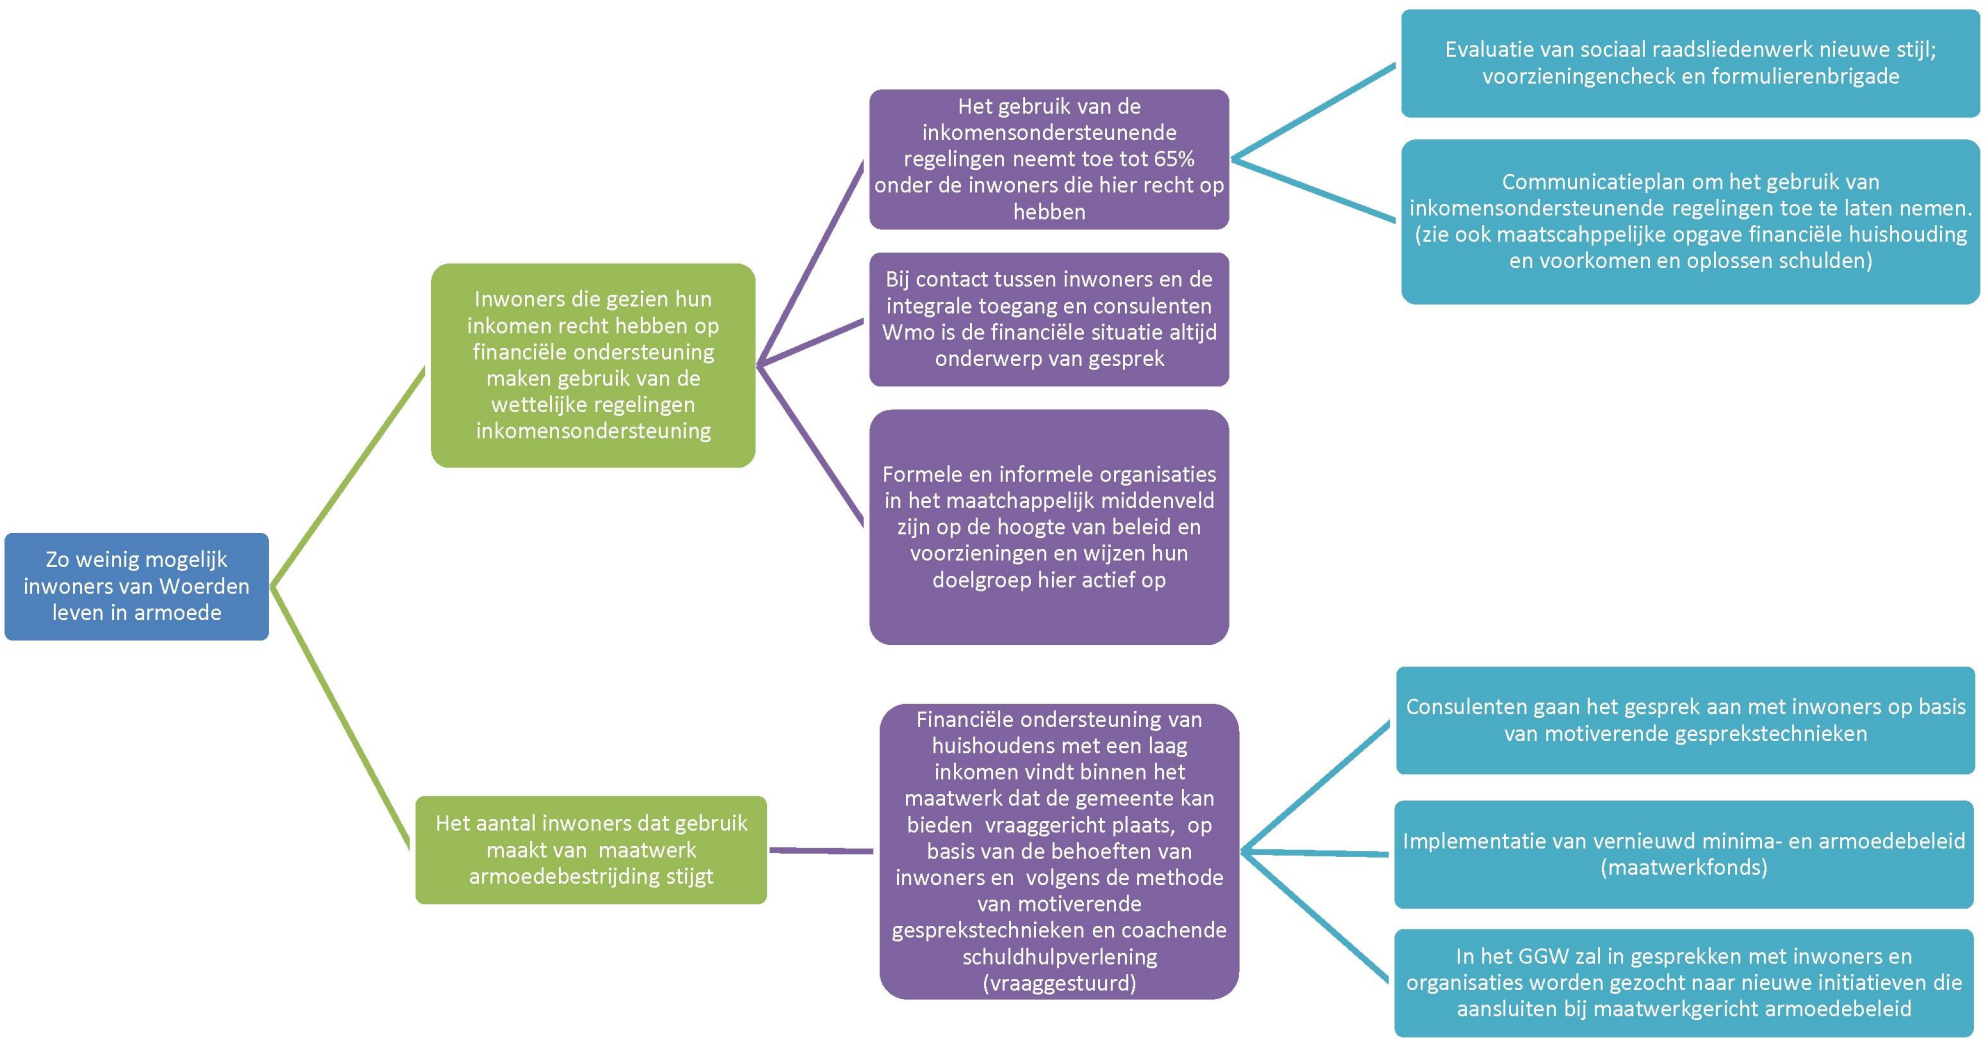 Zo weinig mogelijk
inwoners van Woerden
leven in armoede
Inwoners die gezien hun
inkomen recht hebben op
financiële ondersteuning
maken gebruik van de
wettelijke regelingen
inkomensondersteuning
Het gebruik van de
inkomensondersteunende
regelingen neemt toe tot 65%
onder de inwoners die hier recht op
hebben
Evaluatie van sociaal raadsliedenwerk nieuwe stijl;
voorzieningencheck en formulierenbrigade
Communicatieplan om het gebruik van
inkomensondersteunende regelingen toe te laten nemen.
(zie ook maatscahppelijke opgave financiële huishouding
en voorkomen en oplossen schulden)
Bij contact tussen inwoners en de
integrale toegang en consulenten
Wmo is de financiële situatie altijd
onderwerp van gesprek
Formele en informele organisaties
in het maatchappelijk middenveld
zijn op de hoogte van beleid en
voorzieningen en wijzen hun
doelgroep hier actief op
Het aantal inwoners dat gebruik
maakt van maatwerk
armoedebestrijding stijgt
Financiële ondersteuning van
huishoudens met een laag
inkomen vindt binnen het
maatwerk dat de gemeente kan
bieden vraaggericht plaats, op
basis van de behoeften van
inwoners en volgens de methode
van motiverende
gesprekstechnieken en coachende
schuldhulpverlening
(vraaggestuurd)
Consulenten gaan het gesprek aan met inwoners op basis
van motiverende gesprekstechnieken
Implementatie van vernieuwd minima- en armoedebeleid
(maatwerkfonds)
In het GGW zal in gesprekken met inwoners en
organisaties worden gezocht naar nieuwe initiatieven die
aansluiten bij maatwerkgericht armoedebeleid